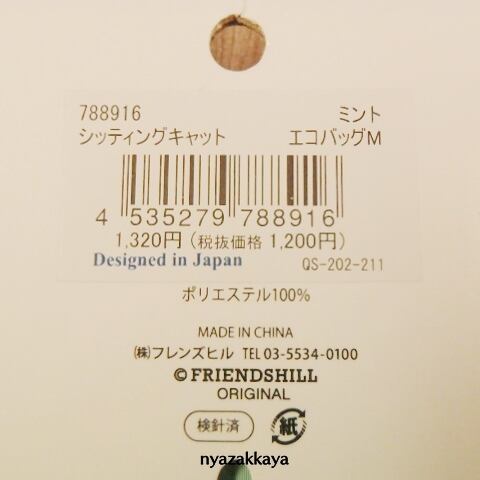 788916 ミント
シッティングキャット エコバッグM
4 535279 788916
1,320円 (税抜価格 1,200円)
Designed in Japan QS-202-211
ポリエステル100%
MADE IN CHINA
㈱フレンズヒル TEL 03-5534-0100
© FRIENDSHILL
ORIGINAL
検針済 紙
nyazakkaya